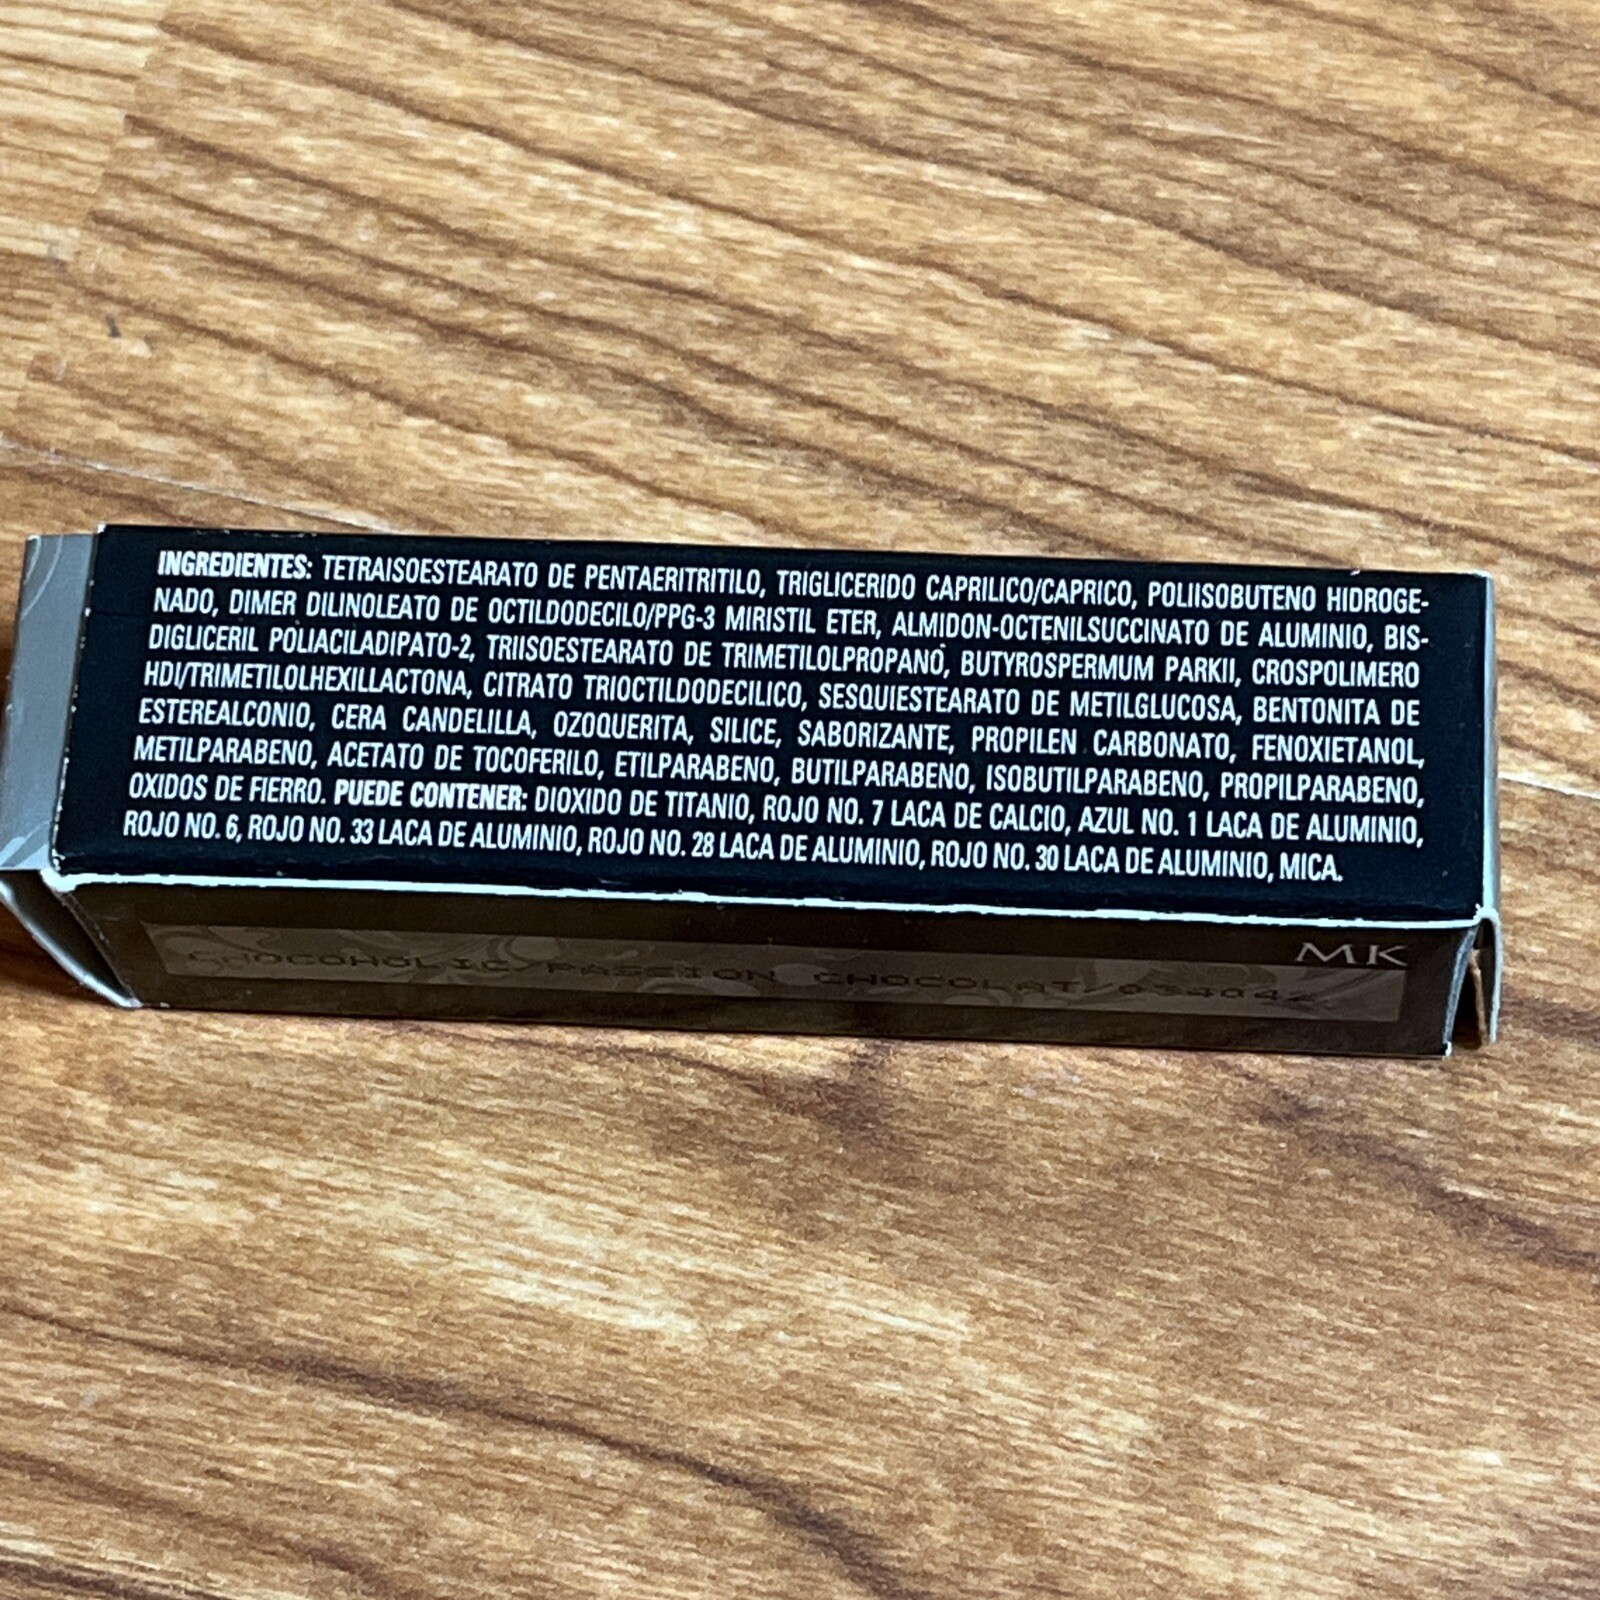 INGREDIENTES: TETRAISOESTEARATO DE PENTAERITRITILO, TRIGLICERIDO CAPRILICO/CAPRICO, POLIISOBUTENO HIDROGE-
NADO, DIMER DILINOLEATO DE OCTILDODECILO/PPG-3 MIRISTIL ETER, ALMIDON-OCTENILSUCCINATO DE ALUMINIO, BIS-
DIGLICERIL POLIACILADIPATO-2, TRIISOESTEARATO DE TRIMETILOLPROPANO, BUTYROSPERMUM PARKII, CROSPOLIMERO
HDI/TRIMETILOLHEXILLACTONA, CITRATO TRIOCTILDODECILICO, SESQUIESTEARATO DE METILGLUCOSA, BENTONITA DE
ESTEREALCONIO, CERA CANDELILLA, OZOQUERITA, SILICE, SABORIZANTE, PROPILEN CARBONATO, FENOXIETANOL,
METILPARABENO, ACETATO DE TOCOFERILO, ETILPARABENO, BUTILPARABENO, ISOBUTILPARABENO, PROPILPARABENO,
OXIDOS DE FIERRO. PUEDE CONTENER: DIOXIDO DE TITANIO, ROJO NO. 7 LACA DE CALCIO, AZUL NO. 1 LACA DE ALUMINIO,
ROJO NO. 6, ROJO NO. 33 LACA DE ALUMINIO, ROJO NO. 28 LACA DE ALUMINIO, ROJO NO. 30 LACA DE ALUMINIO, MICA.
MK
CHOCOHOLIC/PASSION CHOCOLAT/034042